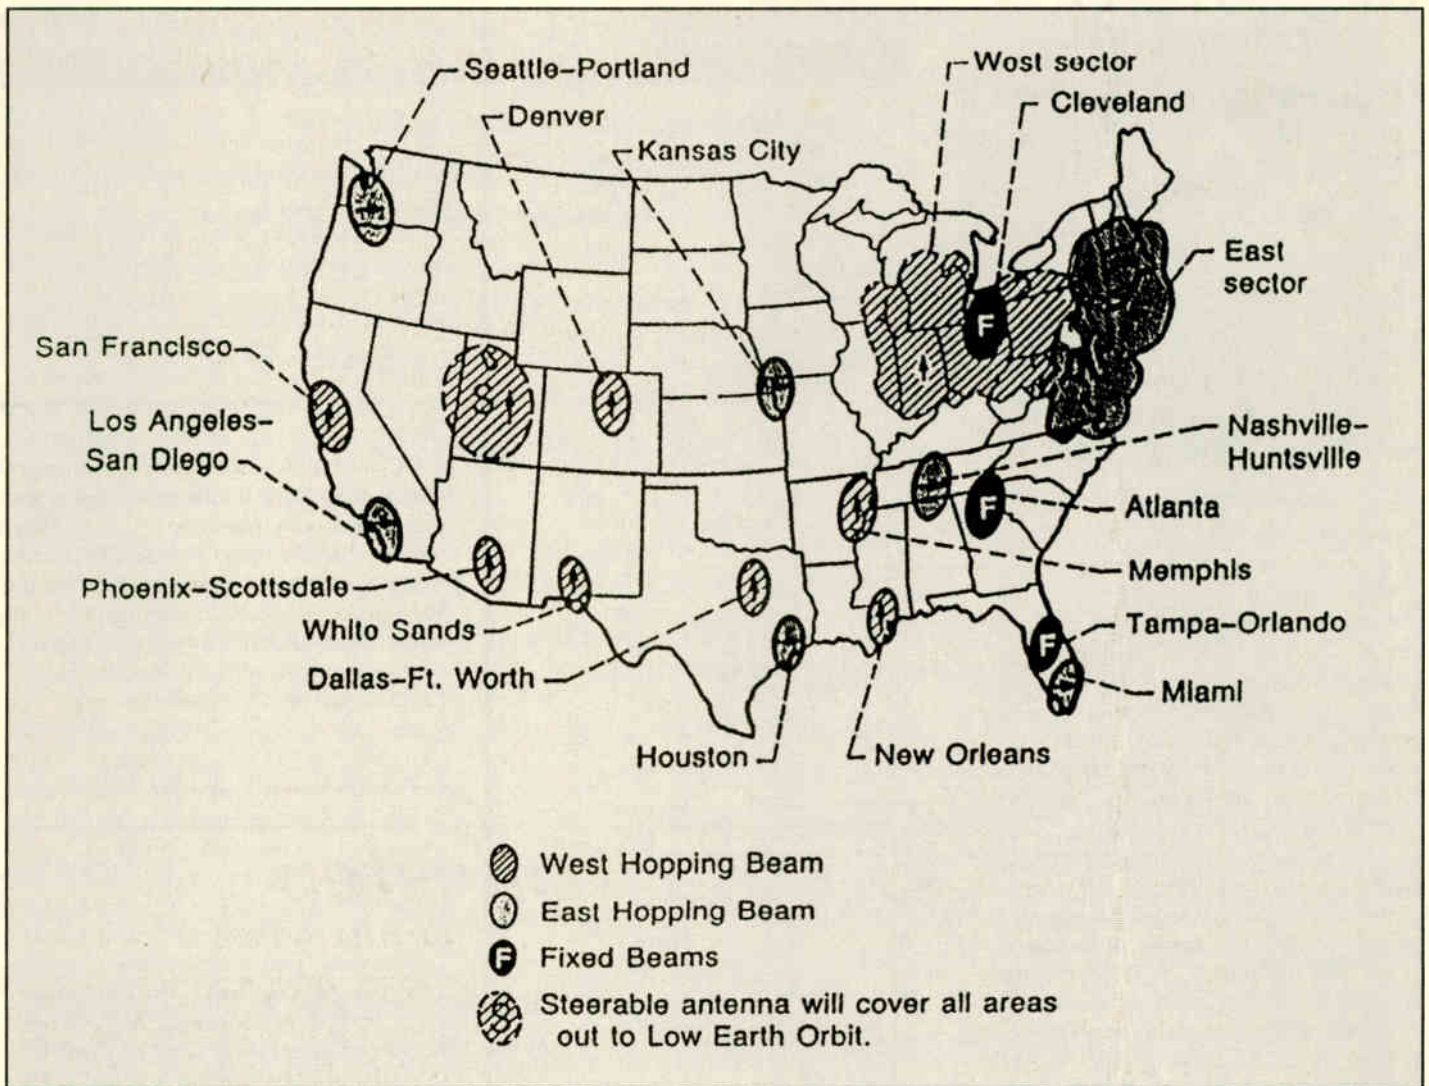 Seattle-Portland
West sector
Denver
Cleveland
Kansas City
East
sector
F
San Francisco
S
Los Angeles-
San Diego
Nashville-
Huntsville
F
Atlanta
Phoenix-Scottsdale
Memphis
White Sands
F
Tampa-Orlando
Dallas-Ft. Worth
Miami
Houston
New Orleans
West Hopping Beam
East Hopping Beam
F Fixed Beams
S Steerable antenna will cover all areas
out to Low Earth Orbit.